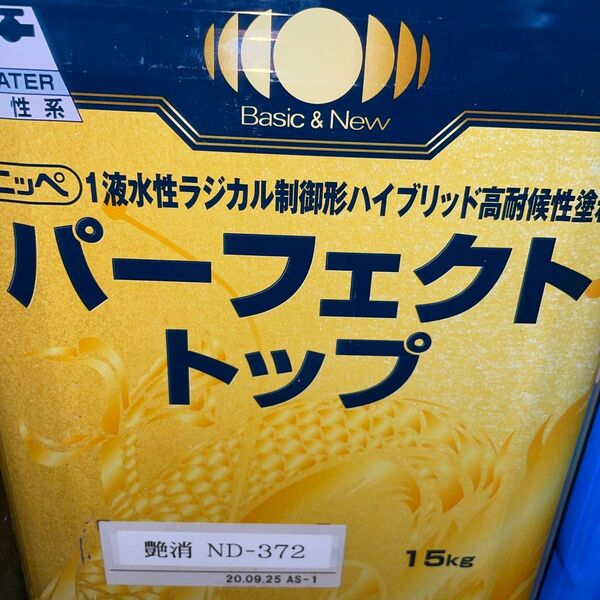 WATER
性系
Basic & New
ニッペ
1液水性ラジカル制御形ハイブリッド高耐候性塗
パーフェクト
トップ
艶消 ND-372
15kg
20.09.25 AS-1